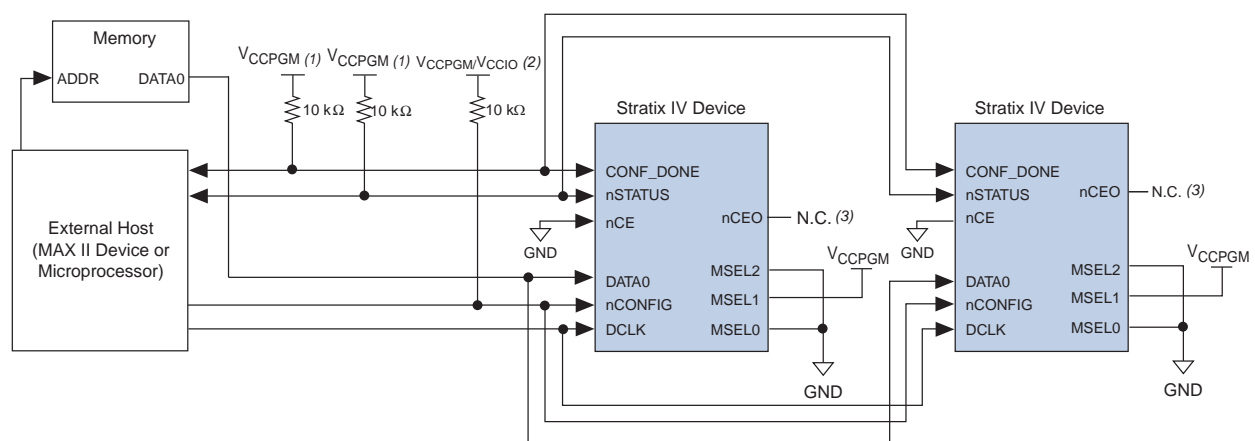 Memory
ADDR DATA0
VCCPGM (1)
10 kΩ
VCCPGM (1)
10 kΩ
VCCPGM/VCCIO (2)
10 kΩ
External Host
(MAX II Device or
Microprocessor)
Stratix IV Device
CONF_DONE
nSTATUS
nCE
GND
DATA0
nCONFIG
DCLK
nCEO
N.C. (3)
MSEL2
MSEL1
MSEL0
VCCPGM
GND
Stratix IV Device
CONF_DONE
nSTATUS
nCE
GND
DATA0
nCONFIG
DCLK
nCEO
N.C. (3)
MSEL2
MSEL1
MSEL0
VCCPGM
GND